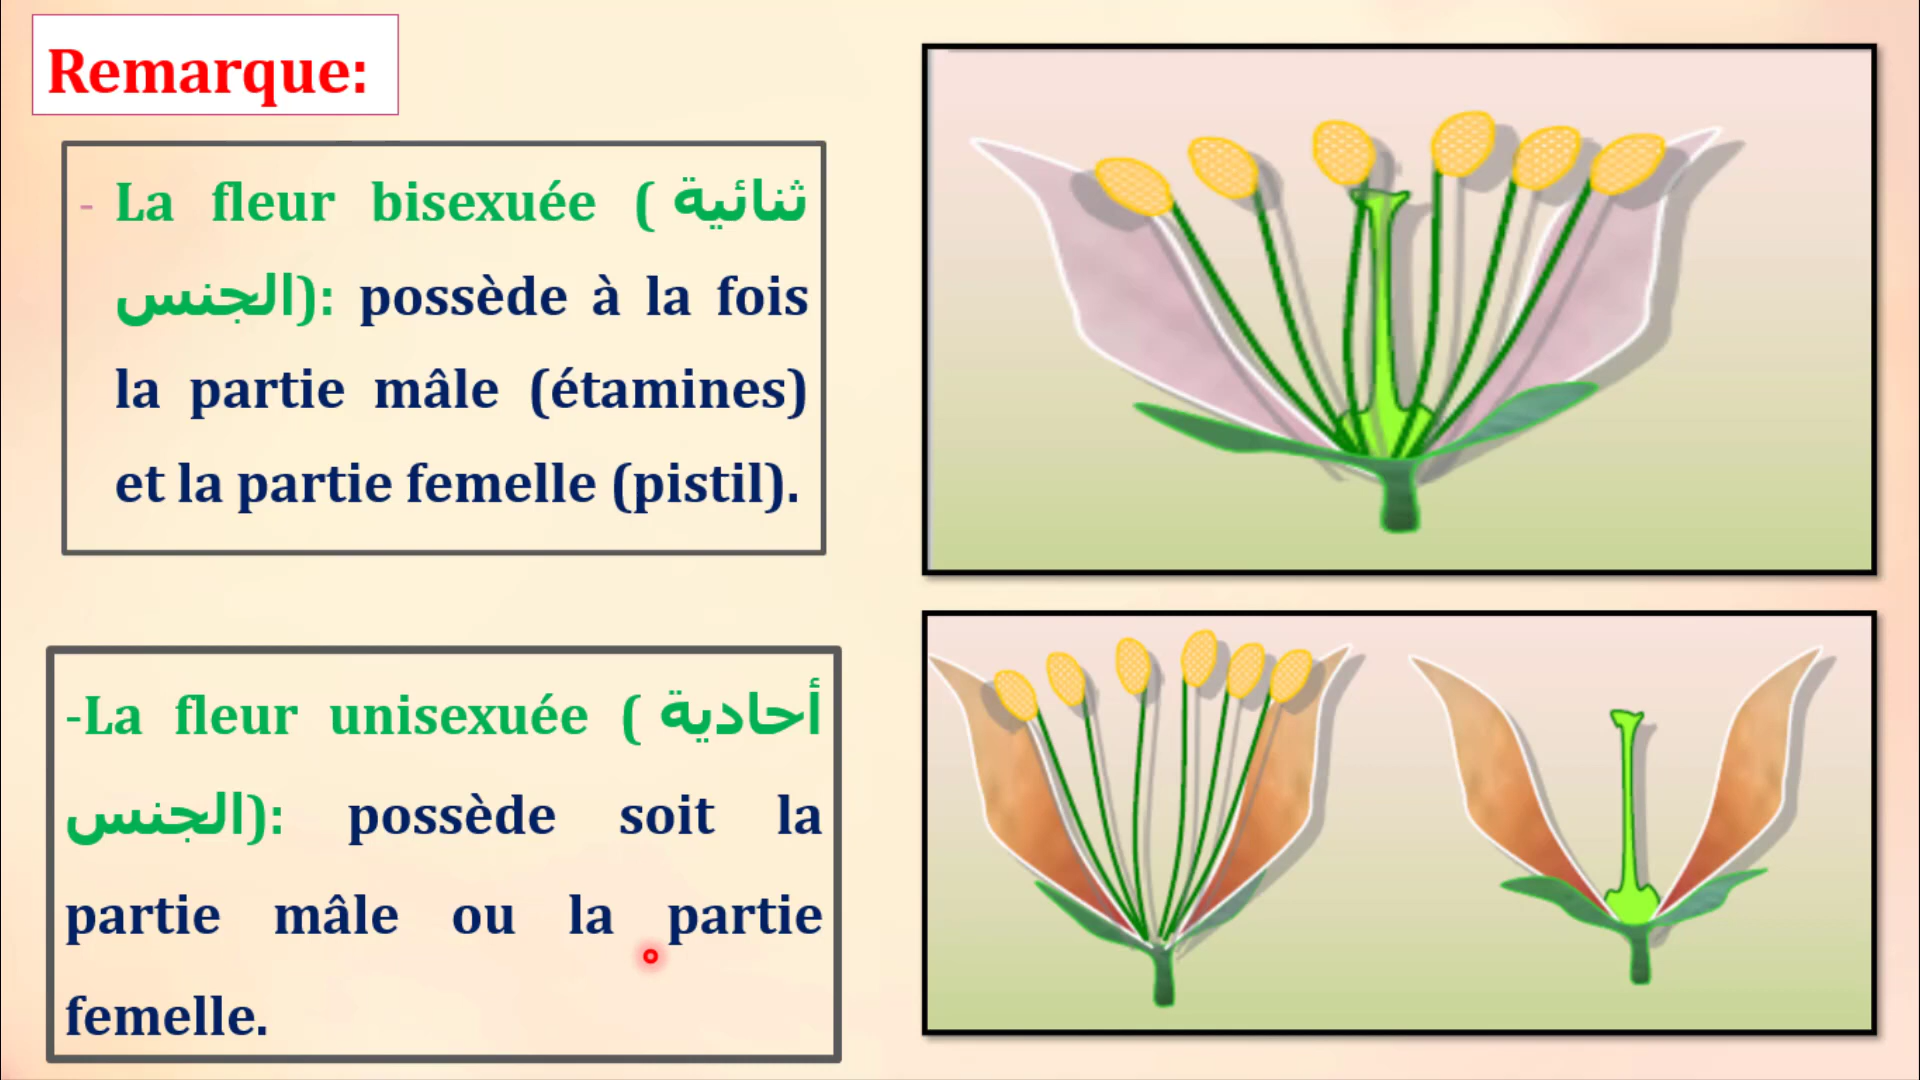 Remarque:
- La fleur bisexuée ( ثنائية
الجنس): possède à la fois
la partie mâle (étamines)
et la partie femelle (pistil).
-La fleur unisexuée ( أحادية
الجنس): possède soit la
partie mâle ou la partie
femelle.